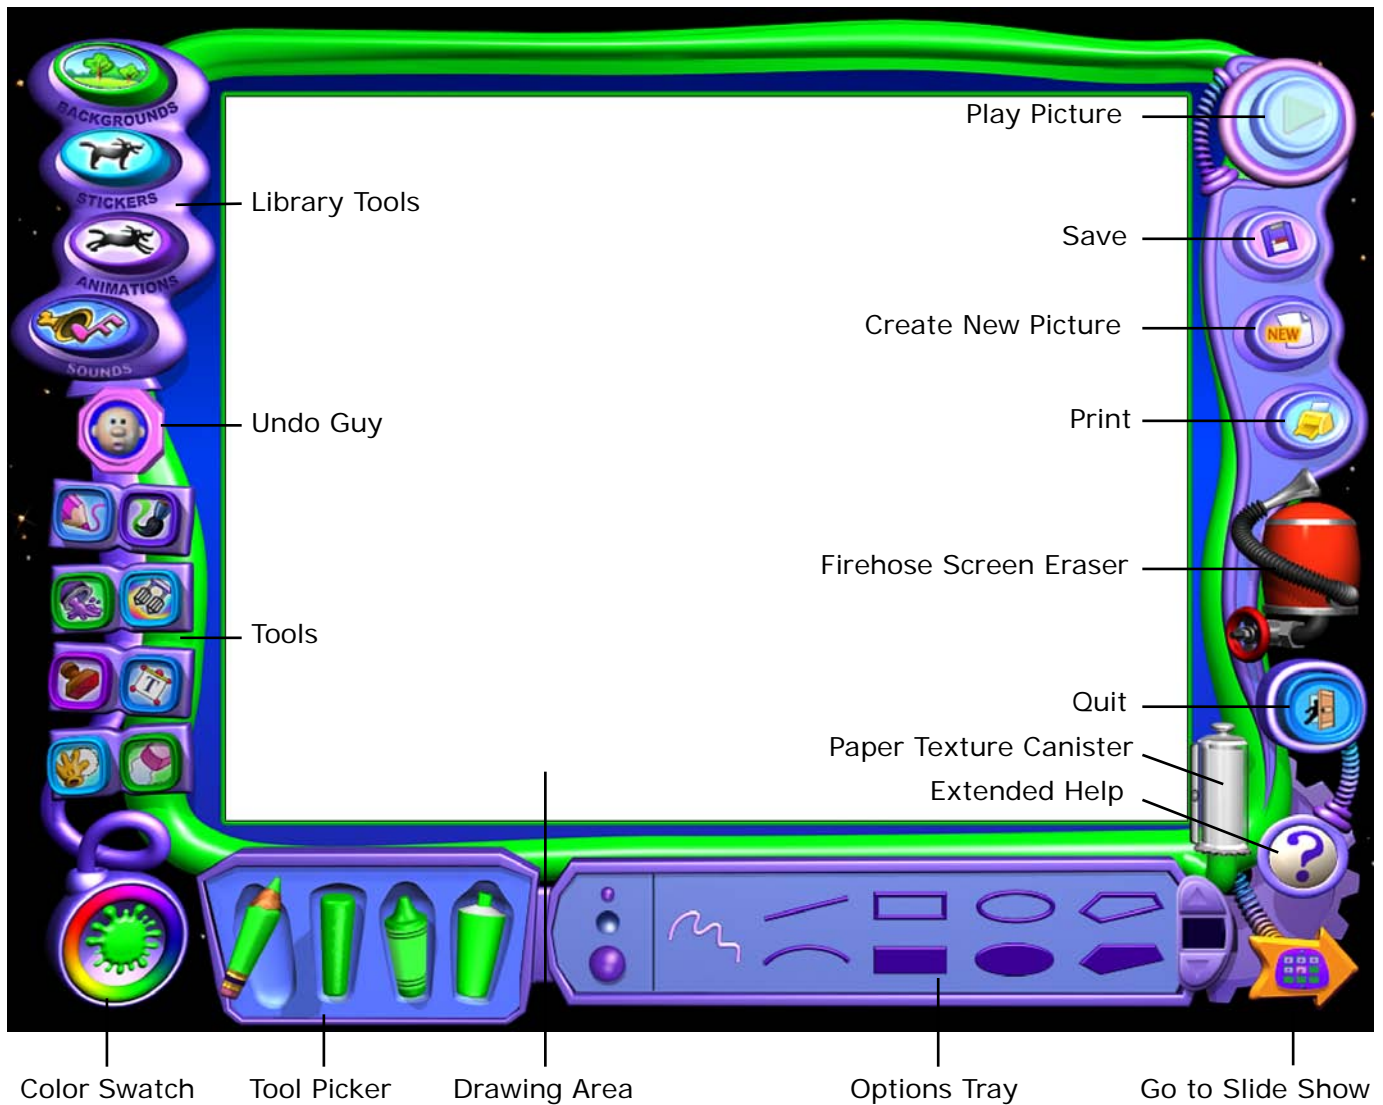 BACKGROUNDS
STICKERS
ANIMATIONS
SOUNDS
Library Tools
Undo Guy
Tools
T
Play Picture
Save
Create New Picture
NEW
Print
Firehose Screen Eraser
Quit
Paper Texture Canister
Extended Help
?
Color Swatch
Tool Picker
Drawing Area
Options Tray
Go to Slide Show